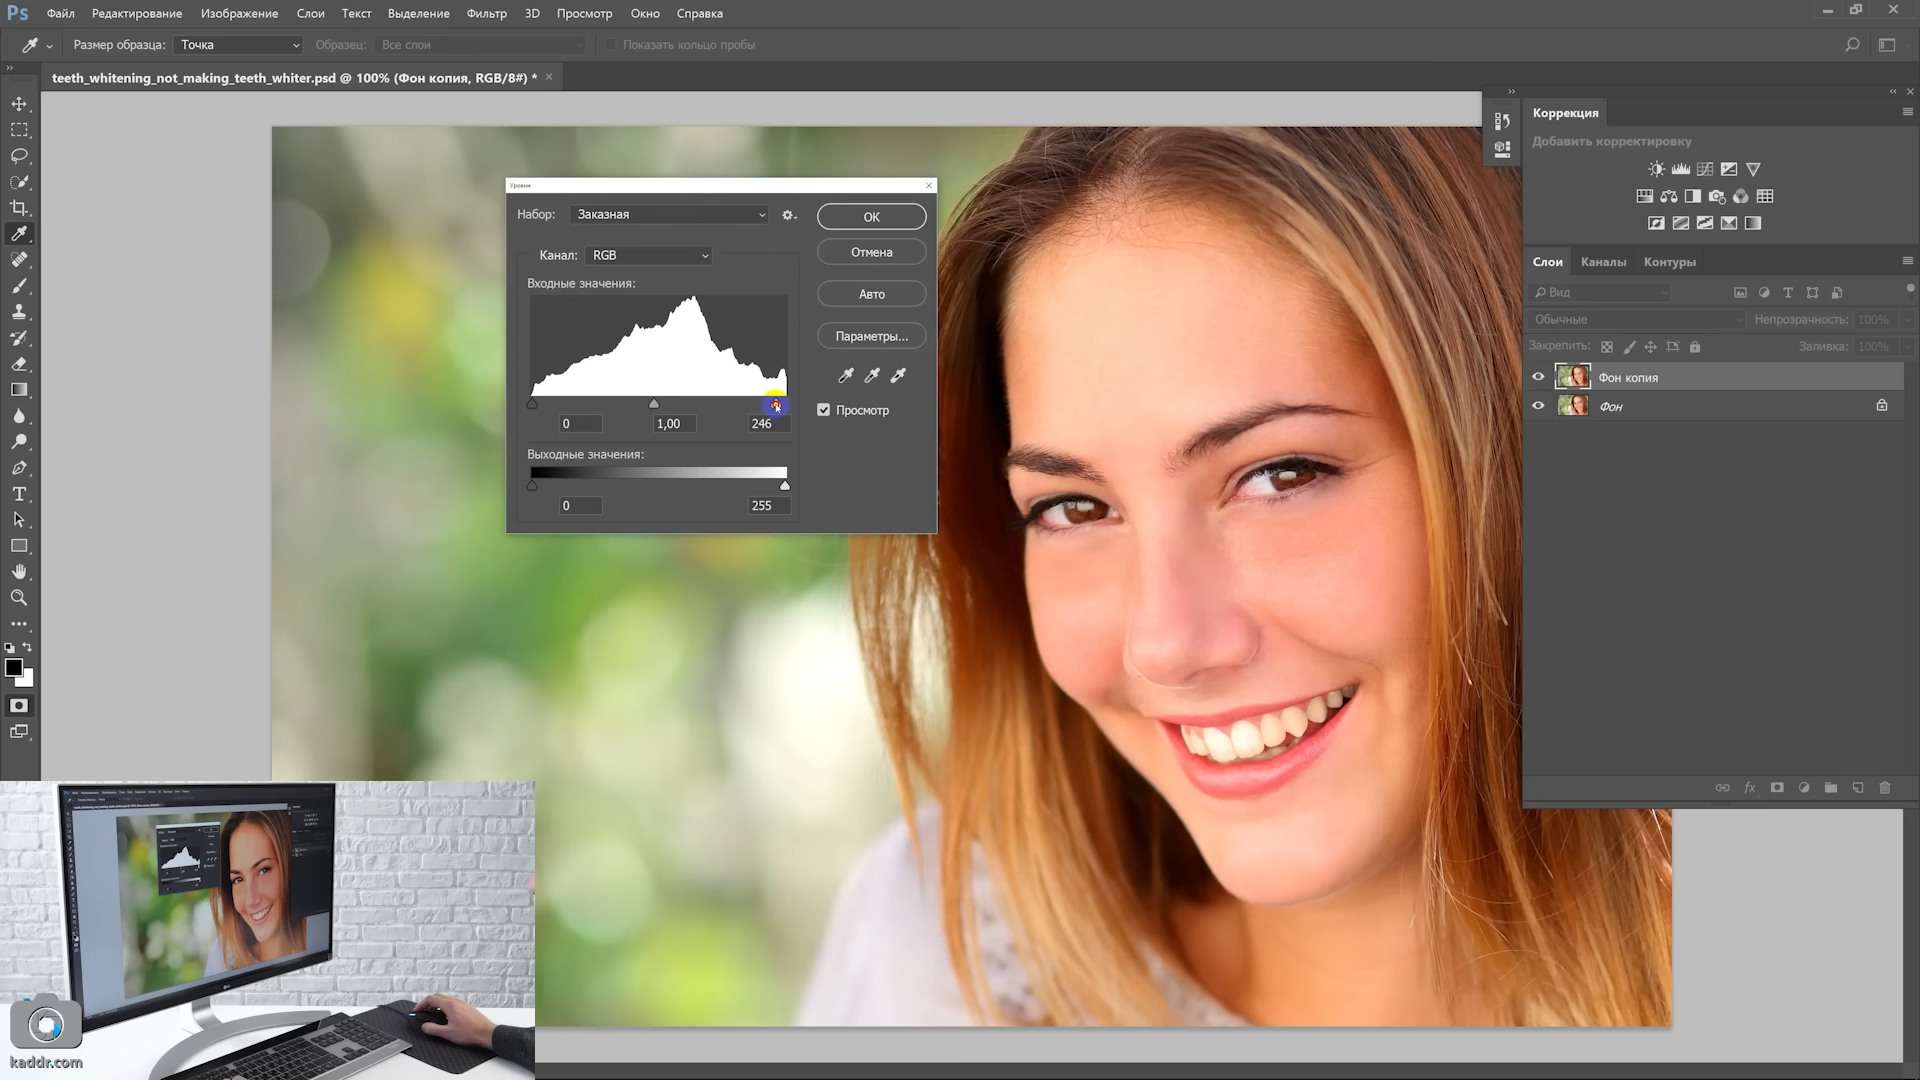 Ps Файл Редактирование Изображение Слои Текст Выделение Фильтр 3D Просмотр Окно Справка
Размер образца: Точка Образец: Все слои Показать кольцо пробы
teeth_whitening_not_making_teeth_whiter.psd @ 100% (Фон копия, RGB/8#) * ×
Уровни
Набор: Заказная
ОК
Канал: RGB
Отмена
Входные значения:
Авто
Параметры...
Просмотр
0 1,00 246
Выходные значения:
0 255
Коррекция
Добавить корректировку
Слои Каналы Контуры
Вид
Обычные Непрозрачность: 100%
Закрепить: Заливка: 100%
Фон копия
Фон
fx
kaddr.com